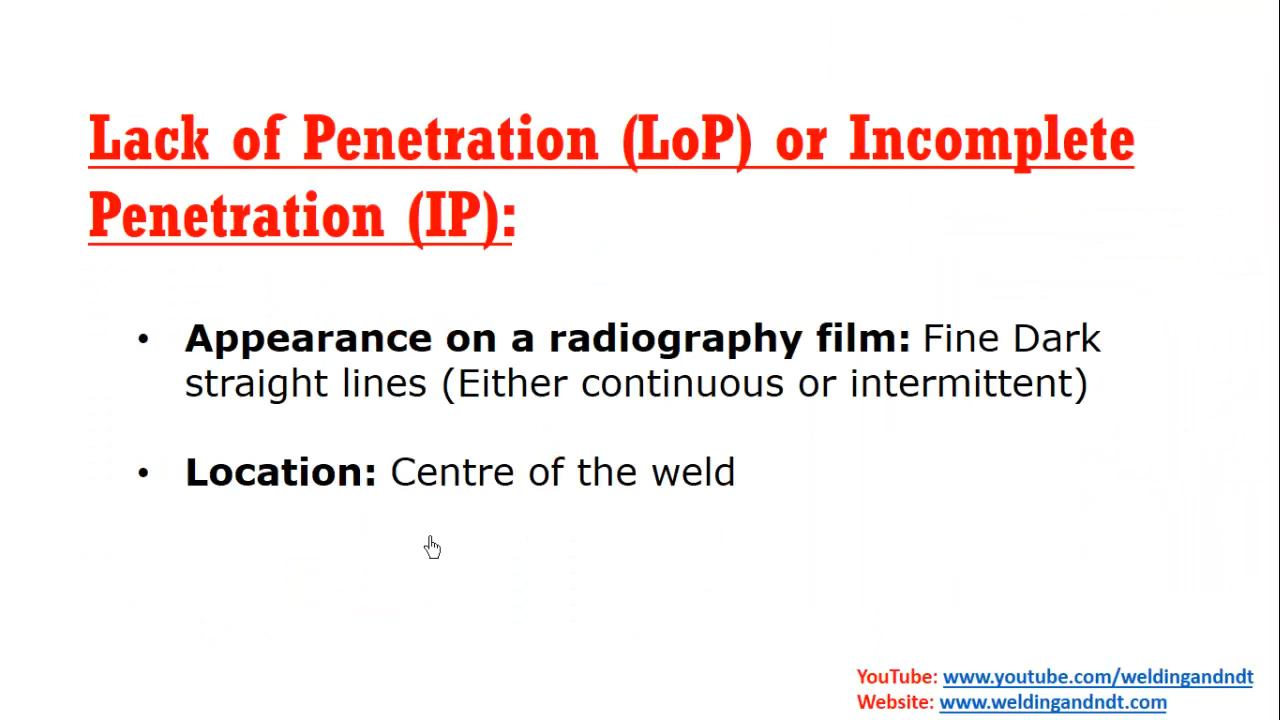 Lack of Penetration (LoP) or Incomplete
Penetration (IP):
• Appearance on a radiography film: Fine Dark
straight lines (Either continuous or intermittent)
• Location: Centre of the weld
YouTube: www.youtube.com/weldingandndt
Website: www.weldingandndt.com